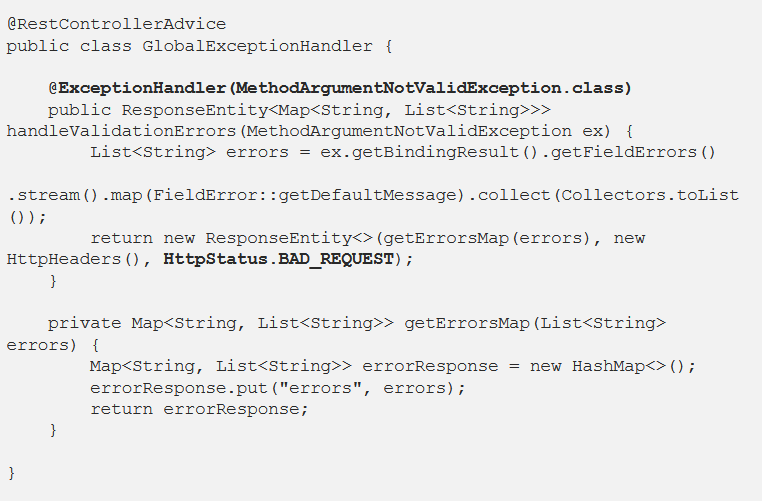 @RestControllerAdvice
public class GlobalExceptionHandler {
    @ExceptionHandler(MethodArgumentNotValidException.class)
    public ResponseEntity<Map<String, List<String>>>
handleValidationErrors(MethodArgumentNotValidException ex) {
        List<String> errors = ex.getBindingResult().getFieldErrors()
.stream().map(FieldError::getDefaultMessage).collect(Collectors.toList
());
        return new ResponseEntity<>(getErrorsMap(errors), new
HttpHeaders(), HttpStatus.BAD_REQUEST);
    }
    private Map<String, List<String>> getErrorsMap(List<String>
errors) {
        Map<String, List<String>> errorResponse = new HashMap<>();
        errorResponse.put("errors", errors);
        return errorResponse;
    }
}